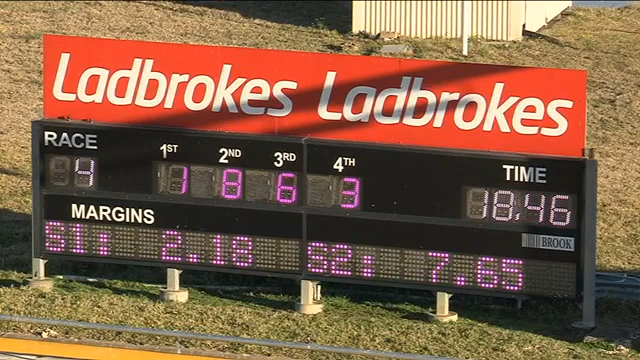 Ladbrokes Ladbrokes
RACE 1ST 2ND 3RD 4TH TIME
4 1 8 6 3 18.46
MARGINS BROOK
S1: 2.18 S2: 7.65